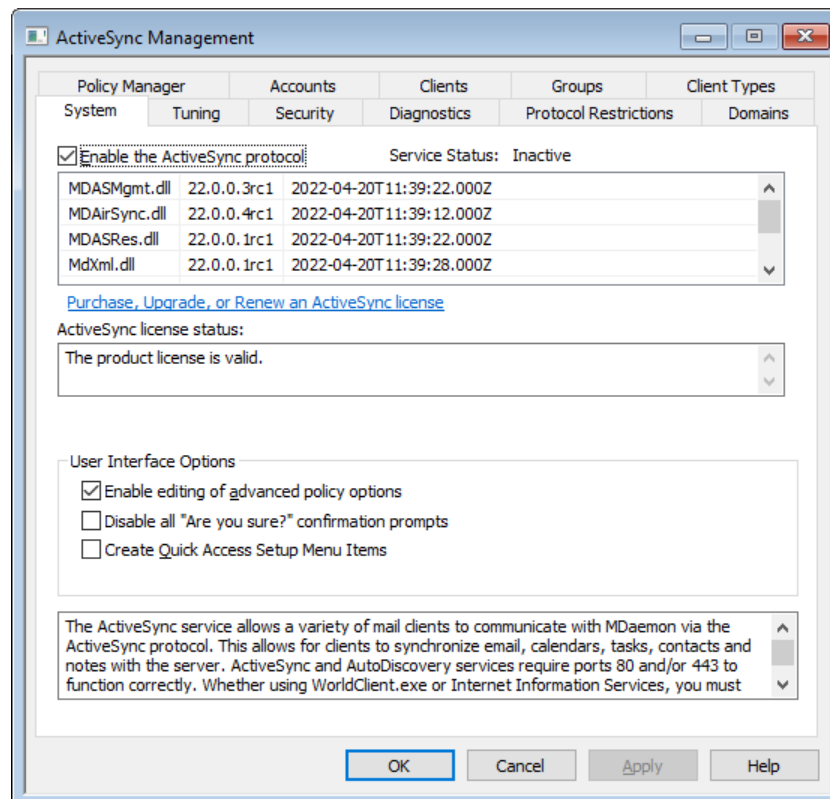 ActiveSync Management
Policy Manager Accounts Clients Groups Client Types
System Tuning Security Diagnostics Protocol Restrictions Domains
Enable the ActiveSync protocol Service Status: Inactive
MDASMgmt.dll 22.0.0.3rc1 2022-04-20T11:39:22.000Z
MDAirSync.dll 22.0.0.4rc1 2022-04-20T11:39:12.000Z
MDASRes.dll 22.0.0.1rc1 2022-04-20T11:39:22.000Z
MdXml.dll 22.0.0.1rc1 2022-04-20T11:39:28.000Z
Purchase, Upgrade, or Renew an ActiveSync license
ActiveSync license status:
The product license is valid.
User Interface Options
Enable editing of advanced policy options
Disable all "Are you sure?" confirmation prompts
Create Quick Access Setup Menu Items
The ActiveSync service allows a variety of mail clients to communicate with MDaemon via the
ActiveSync protocol. This allows for clients to synchronize email, calendars, tasks, contacts and
notes with the server. ActiveSync and AutoDiscovery services require ports 80 and/or 443 to
function correctly. Whether using WorldClient.exe or Internet Information Services, you must
OK Cancel Apply Help